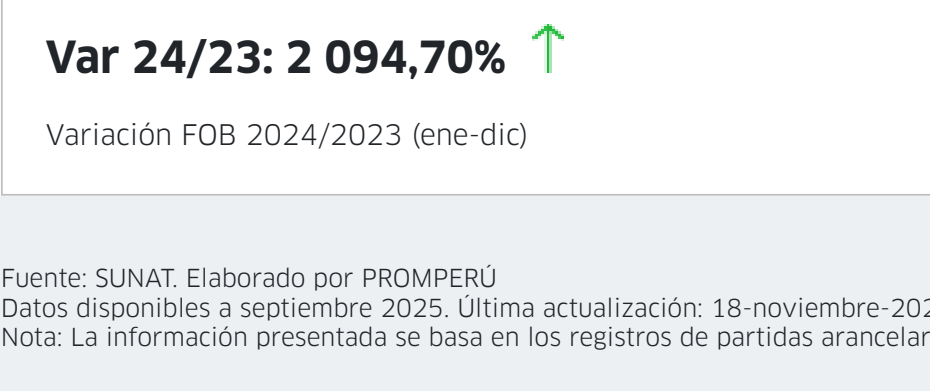 Var 24/23: 2 094,70%
Variación FOB 2024/2023 (ene-dic)
Fuente: SUNAT. Elaborado por PROMPERÚ
Datos disponibles a septiembre 2025. Última actualización: 18-noviembre-202
Nota: La información presentada se basa en los registros de partidas arancelar